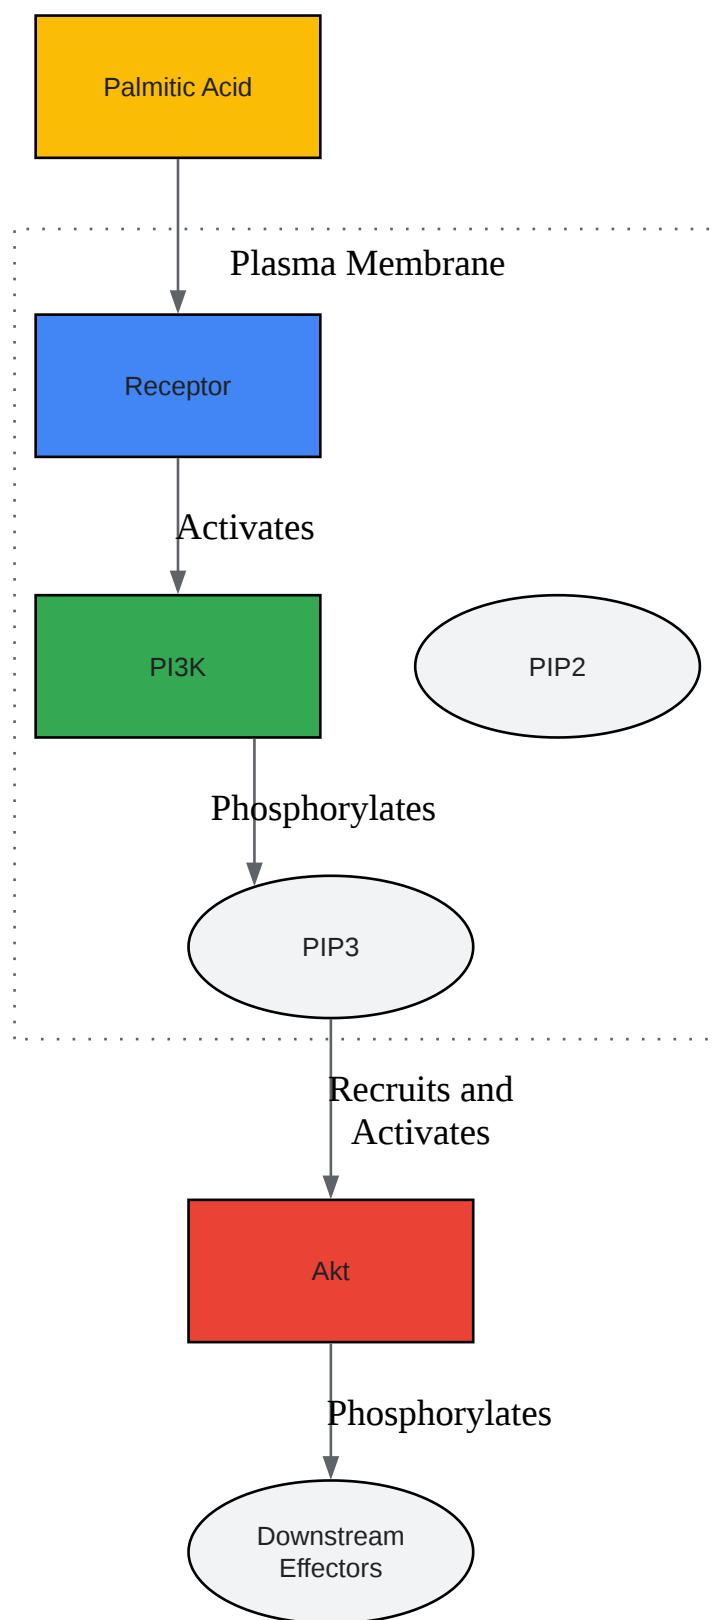 Palmitic Acid
Plasma Membrane
Receptor
Activates
PI3K
PIP2
Phosphorylates
PIP3
Recruits and
Activates
Akt
Phosphorylates
Downstream
Effectors